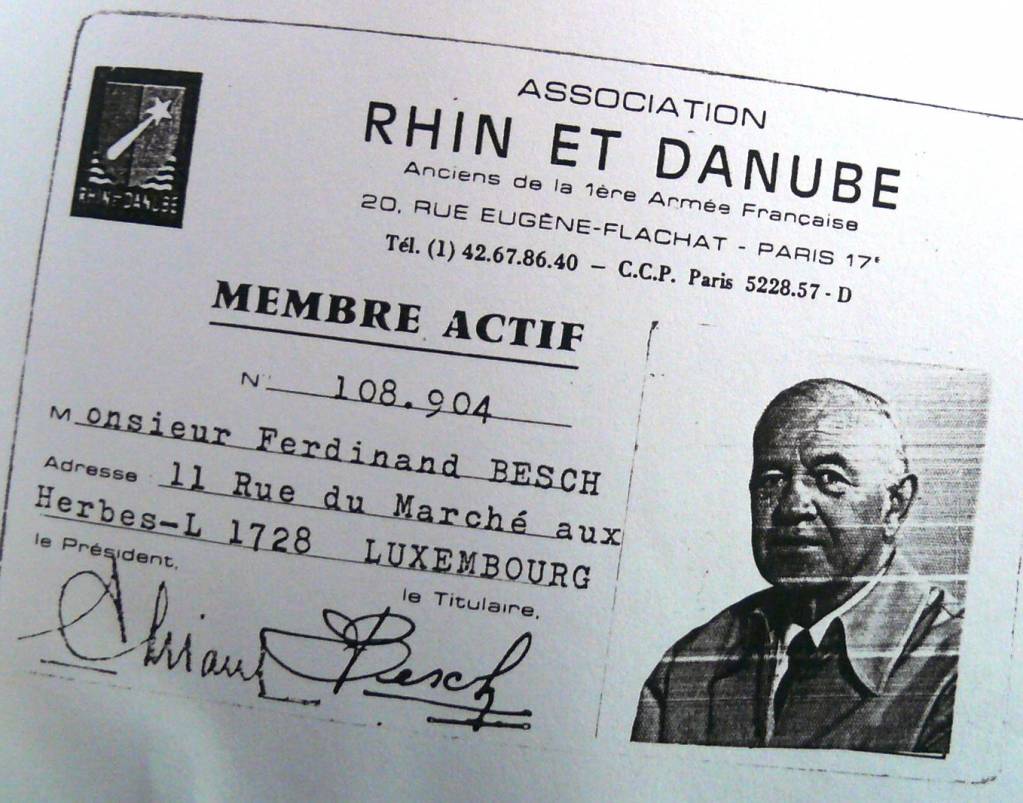 RHIN ET DANUBE
ASSOCIATION
RHIN ET DANUBE
Anciens de la 1ère Armée Française
20, RUE EUGÈNE-FLACHAT - PARIS 17e
Tél. (1) 42.67.86.40 – C.C.P. Paris 5228.57 - D
MEMBRE ACTIF
N° 108.904
Monsieur Ferdinand BESCH
Adresse 11 Rue du Marché aux
Herbes-L 1728 LUXEMBOURG
le Président,
le Titulaire,
Besch